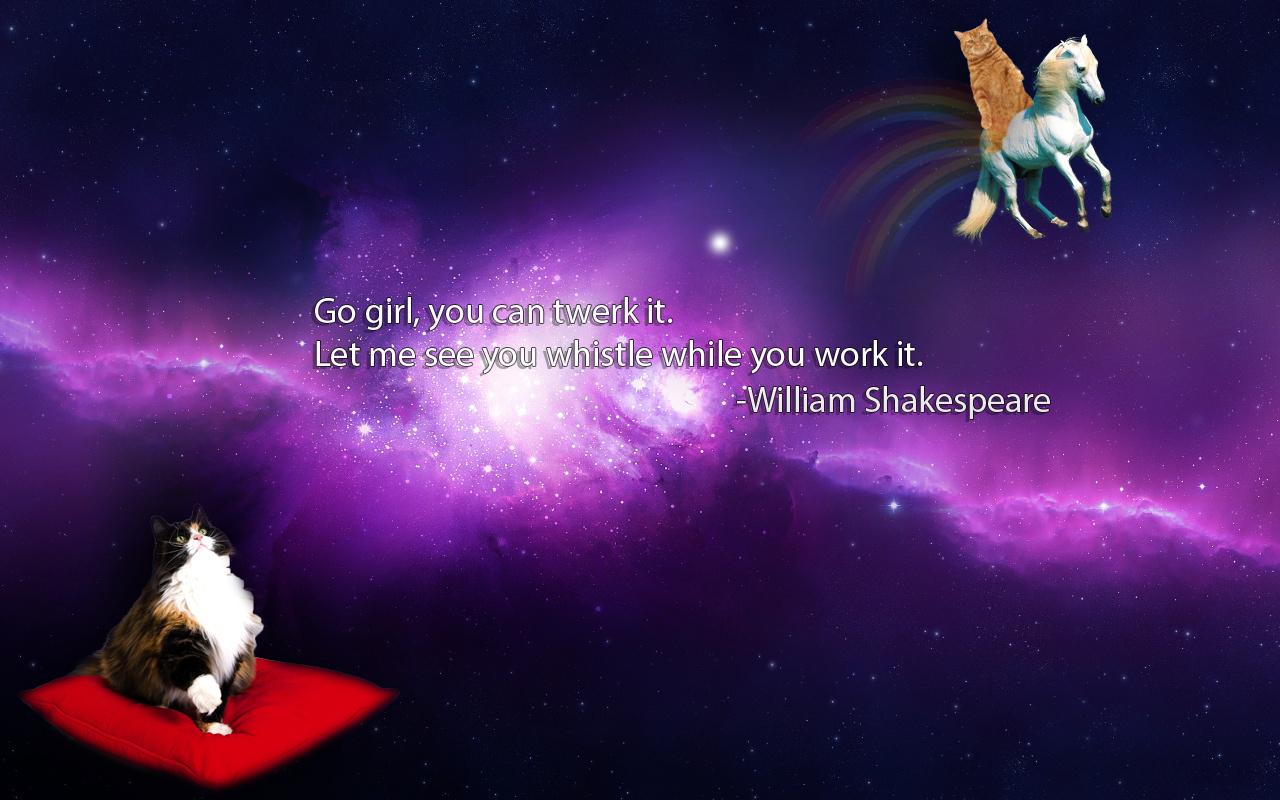 Go girl, you can twerk it.
Let me see you whistle while you work it.
-William Shakespeare